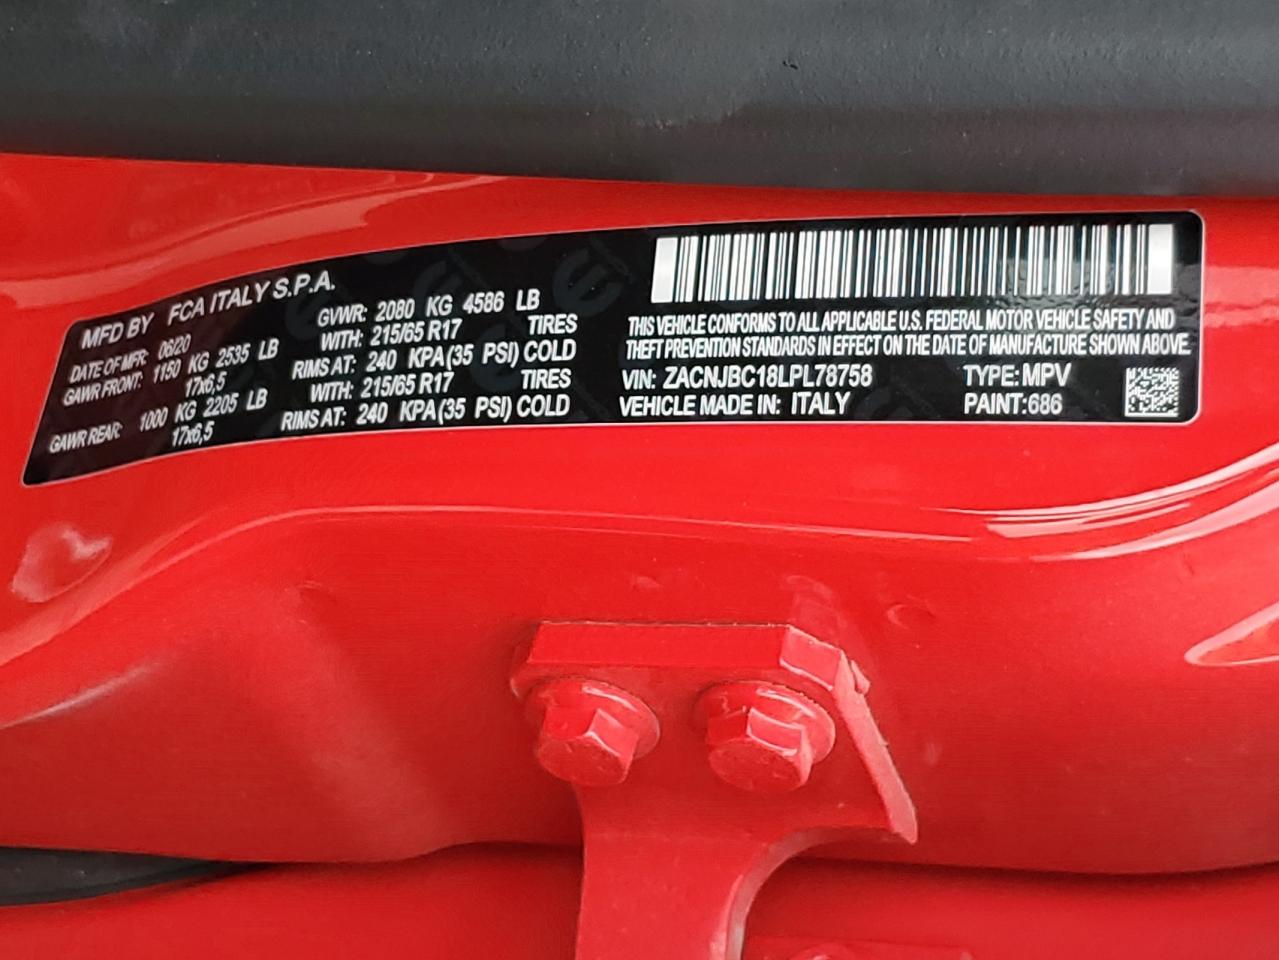 MFD BY FCA ITALY S.P.A.
DATE OF MFR: 06/20 GVWR: 2080 KG 4586 LB
GAWR FRONT: 1150 KG 2535 LB WITH: 215/65 R17 TIRES
17x6,5 RIMS AT: 240 KPA(35 PSI) COLD
GAWR REAR: 1000 KG 2205 LB WITH: 215/65 R17 TIRES
17x6,5 RIMS AT: 240 KPA(35 PSI) COLD
THIS VEHICLE CONFORMS TO ALL APPLICABLE U.S. FEDERAL MOTOR VEHICLE SAFETY AND
THEFT PREVENTION STANDARDS IN EFFECT ON THE DATE OF MANUFACTURE SHOWN ABOVE
VIN: ZACNJBC18LPL78758 TYPE: MPV
VEHICLE MADE IN: ITALY PAINT:686